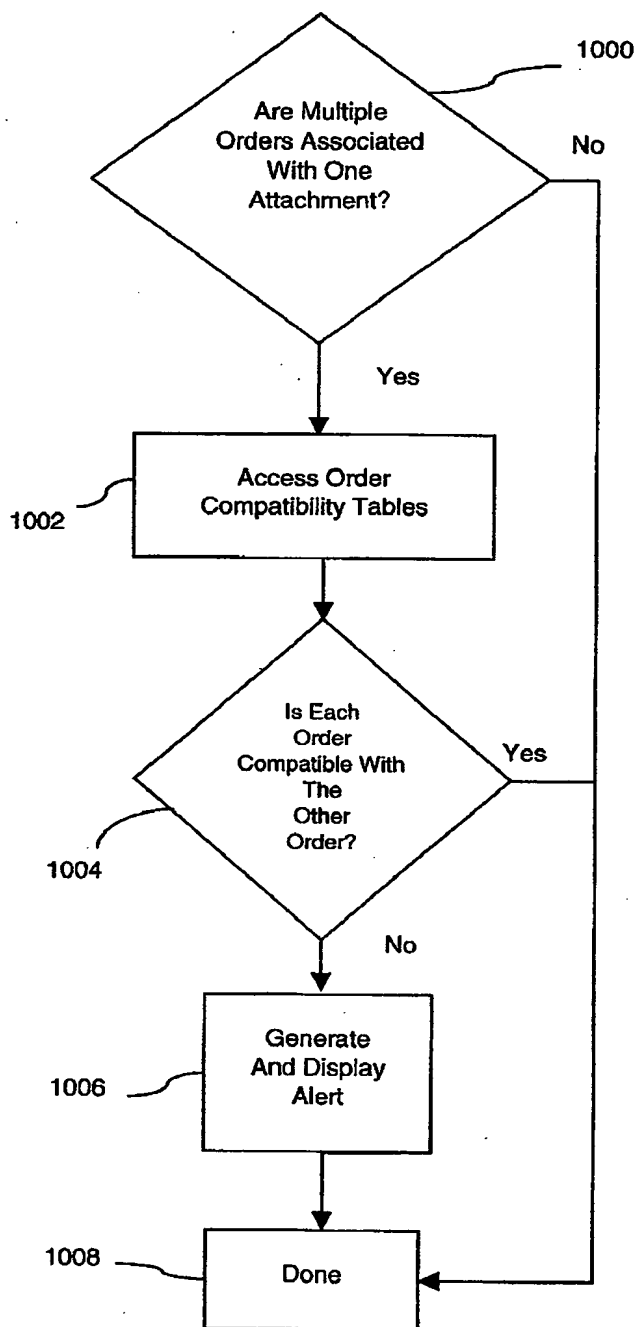 1000
Are Multiple
Orders Associated
With One
Attachment?
No
Yes
Access Order
Compatibility Tables
1002
Is Each
Order
Compatible With
The
Other
Order?
Yes
1004
No
Generate
And Display
Alert
1006
1008
Done